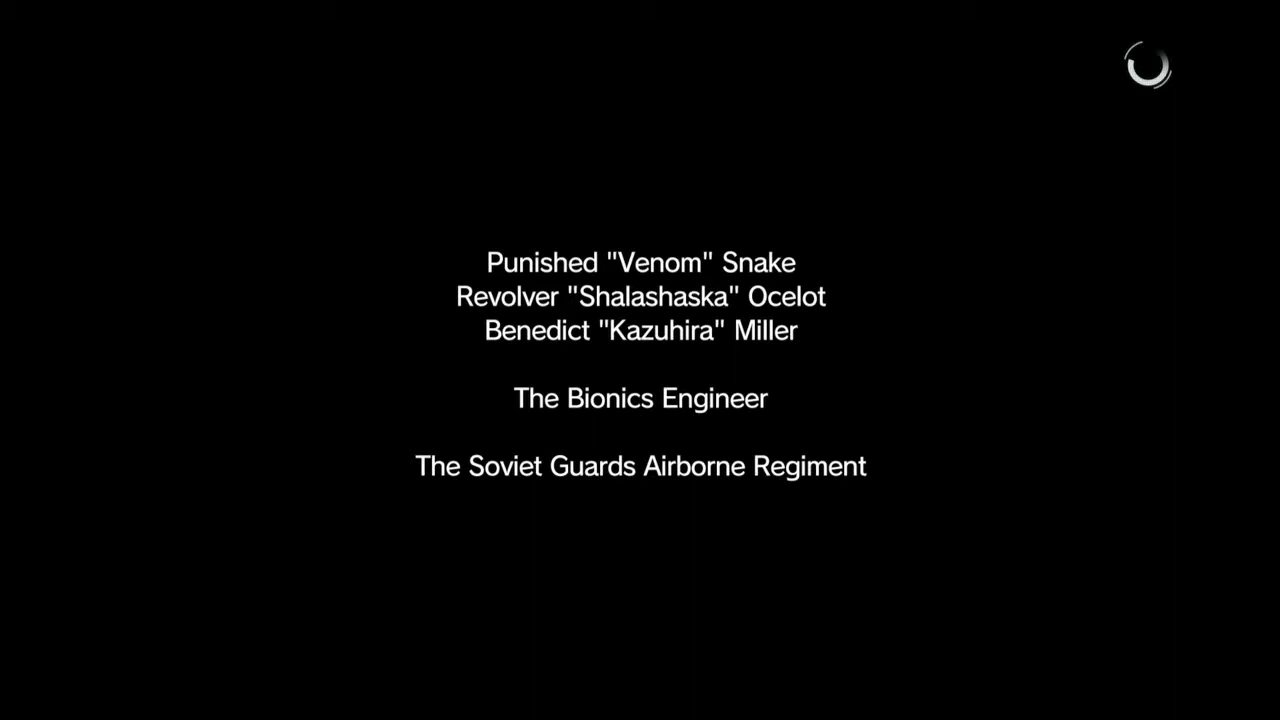 Punished "Venom" Snake
Revolver "Shalashaska" Ocelot
Benedict "Kazuhira" Miller
The Bionics Engineer
The Soviet Guards Airborne Regiment